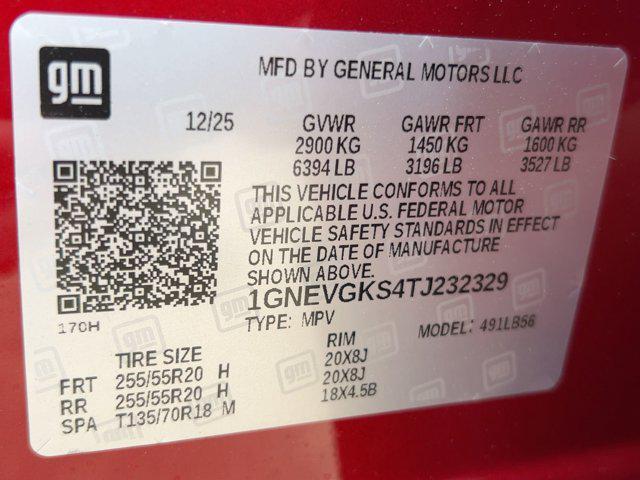 gm
MFD BY GENERAL MOTORS LLC
12/25 GVWR GAWR FRT GAWR RR
2900 KG 1450 KG 1600 KG
6394 LB 3196 LB 3527 LB
THIS VEHICLE CONFORMS TO ALL
APPLICABLE U.S. FEDERAL MOTOR
VEHICLE SAFETY STANDARDS IN EFFECT
ON THE DATE OF MANUFACTURE
SHOWN ABOVE.
1GNEVGKS4TJ232329
170H
TYPE: MPV MODEL: 491LB56
TIRE SIZE RIM
FRT 255/55R20 H 20X8J
RR 255/55R20 H 20X8J
SPA T135/70R18 M 18X4.5B